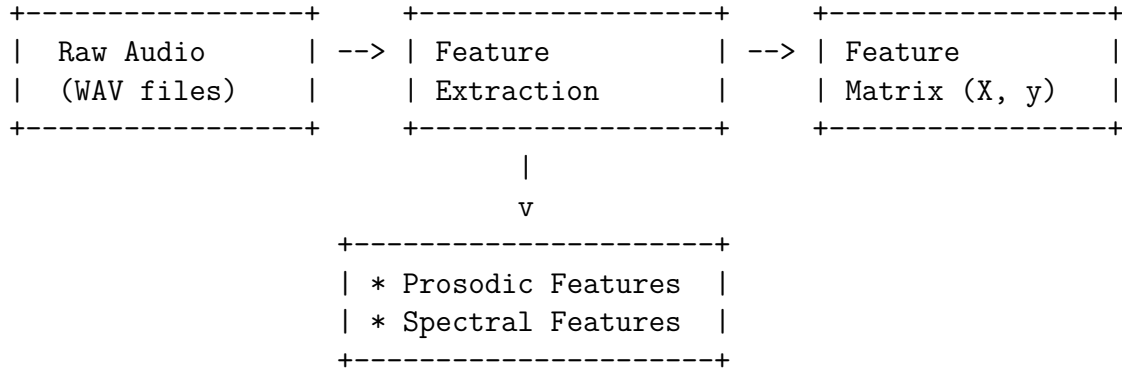 +-----------------+     +------------------+     +-----------------+
|  Raw Audio      | --> | Feature          | --> | Feature         |
|  (WAV files)    |     | Extraction       |     | Matrix (X, y)   |
+-----------------+     +------------------+     +-----------------+
                               |
                               v
                    +-----------------------+
                    | * Prosodic Features  |
                    | * Spectral Features  |
                    +-----------------------+